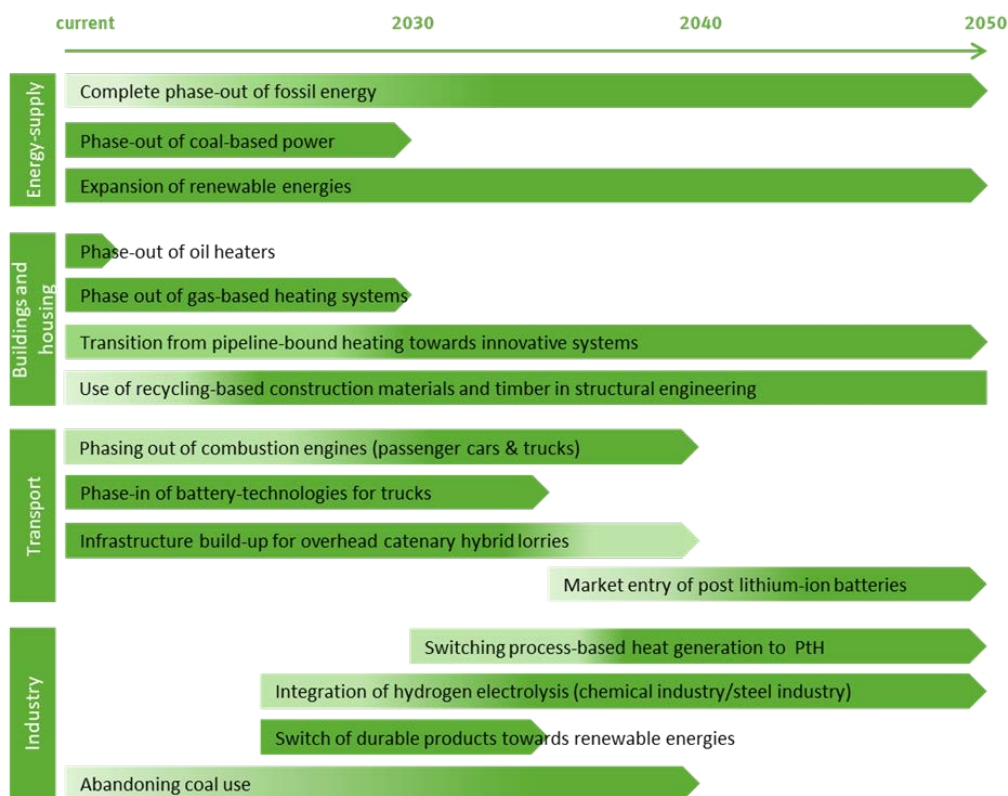 current 2030 2040 2050
Energy-supply
Complete phase-out of fossil energy
Phase-out of coal-based power
Expansion of renewable energies
Buildings and
housing
Phase-out of oil heaters
Phase out of gas-based heating systems
Transition from pipeline-bound heating towards innovative systems
Use of recycling-based construction materials and timber in structural engineering
Transport
Phasing out of combustion engines (passenger cars & trucks)
Phase-in of battery-technologies for trucks
Infrastructure build-up for overhead catenary hybrid lorries
Market entry of post lithium-ion batteries
Industry
Switching process-based heat generation to PtH
Integration of hydrogen electrolysis (chemical industry/steel industry)
Switch of durable products towards renewable energies
Abandoning coal use